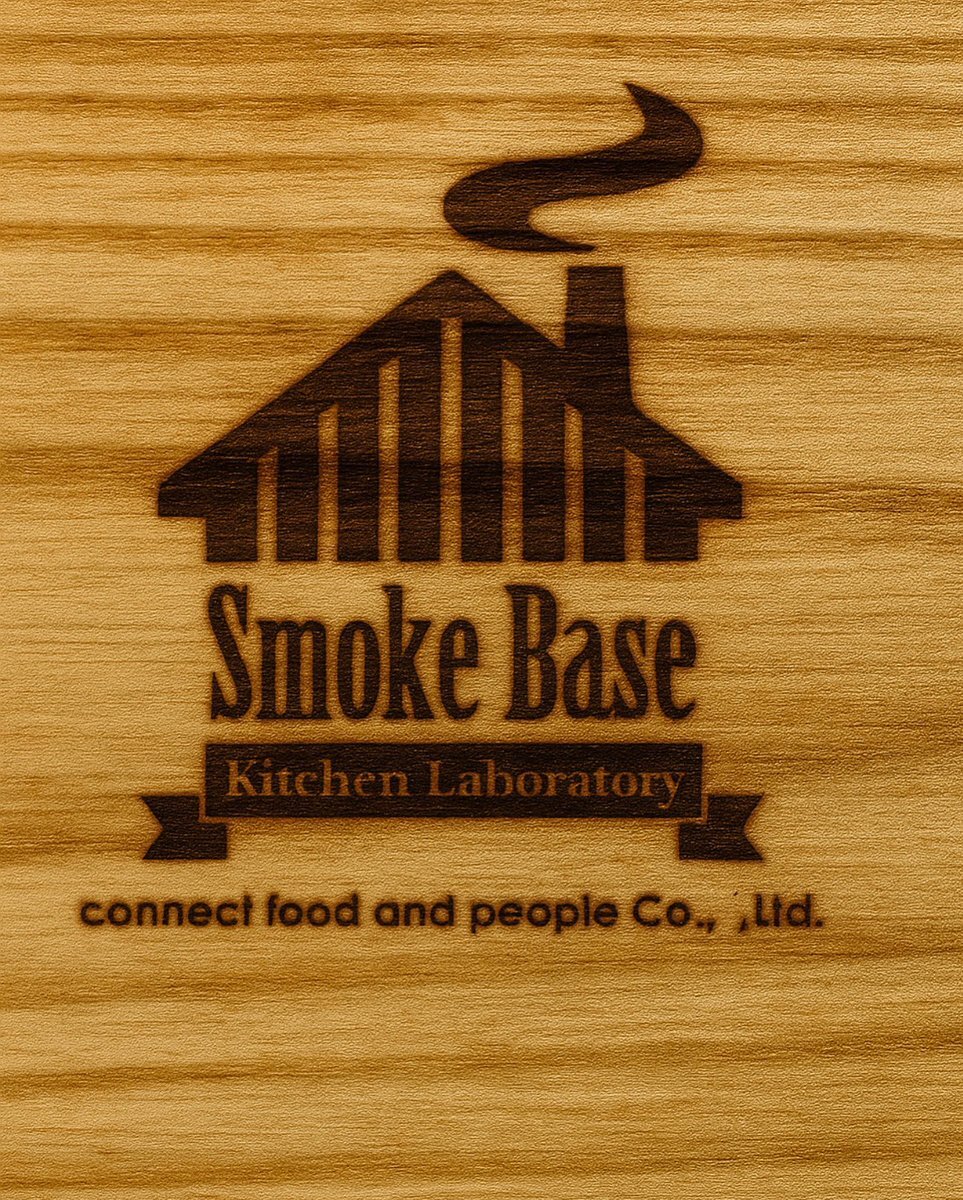 Smoke Base
Kitchen Laboratory
connect food and people Co., ,Ltd.